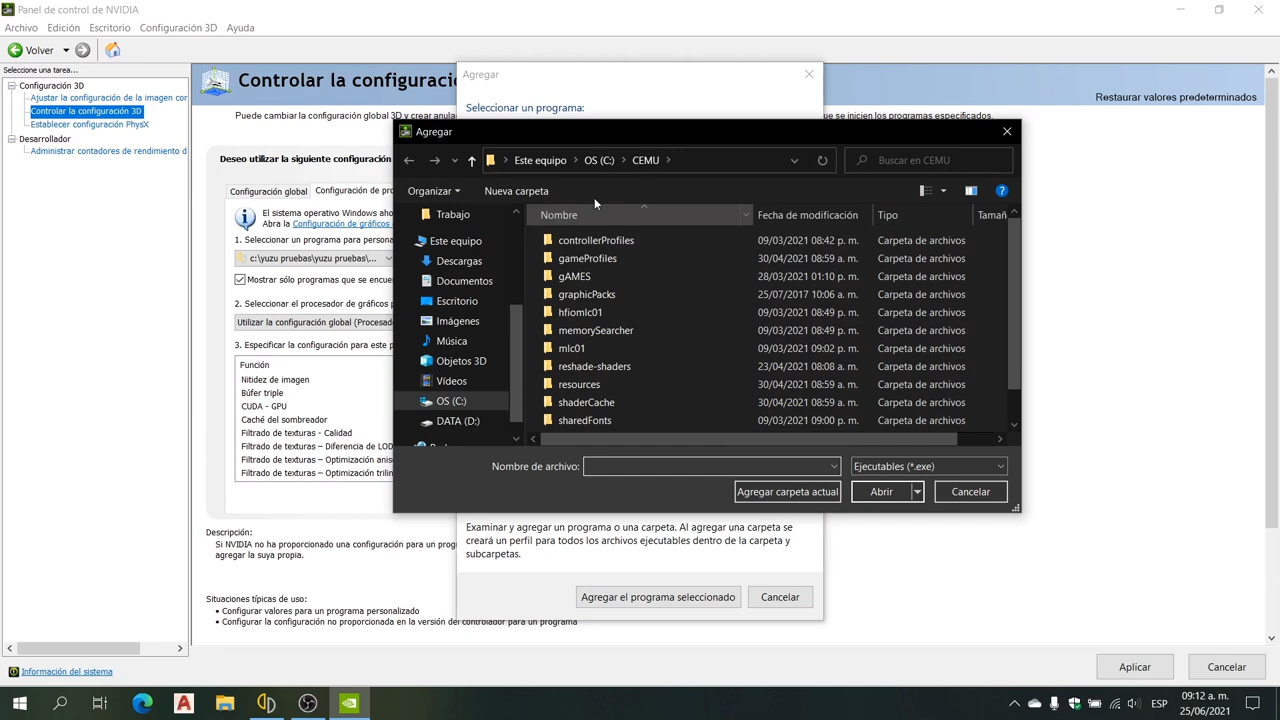 Panel de control de NVIDIA
Archivo Edición Escritorio Configuración 3D Ayuda
Volver
Seleccione una tarea...
Configuración 3D
Ajustar la configuración de la imagen cor
Controlar la configuración 3D
Establecer configuración PhysX
Desarrollador
Administrar contadores de rendimiento d
Controlar la configuració
Restaurar valores predeterminados
Puede cambiar la configuración global 3D y crear anula
ue se inicien los programas especificados.
Deseo utilizar la siguiente configuración
Configuración global Configuración de pro
El sistema operativo Windows aho
Abra la Configuración de gráficos
1. Seleccionar un programa para persona
c:\yuzu pruebas\yuzu pruebas\...
Mostrar sólo programas que se encue
2. Seleccionar el procesador de gráficos p
Utilizar la configuración global (Procesad
3. Especificar la configuración para este p
Función
Nitidez de imagen
Búfer triple
CUDA - GPU
Caché del sombreador
Filtrado de texturas - Calidad
Filtrado de texturas – Diferencia de LOD
Filtrado de texturas – Optimización anis
Filtrado de texturas – Optimización trilin
Descripción:
Si NVIDIA no ha proporcionado una configuración para un progr
agregar la suya propia.
Situaciones típicas de uso:
• Configurar valores para un programa personalizado
• Configurar la configuración no proporcionada en la versión del controlador para un programa
Información del sistema
Aplicar Cancelar
Agregar
Seleccionar un programa:
Examinar y agregar un programa o una carpeta. Al agregar una carpeta se
creará un perfil para todos los archivos ejecutables dentro de la carpeta y
subcarpetas.
Agregar el programa seleccionado Cancelar
Agregar
Este equipo OS (C:) CEMU
Buscar en CEMU
Organizar Nueva carpeta
Trabajo
Este equipo
Descargas
Documentos
Escritorio
Imágenes
Música
Objetos 3D
Vídeos
OS (C:)
DATA (D:)
Nombre Fecha de modificación Tipo Tamañ
controllerProfiles 09/03/2021 08:42 p. m. Carpeta de archivos
gameProfiles 30/04/2021 08:59 a. m. Carpeta de archivos
gAMES 28/03/2021 01:10 p. m. Carpeta de archivos
graphicPacks 25/07/2017 10:06 a. m. Carpeta de archivos
hfiomlc01 09/03/2021 08:49 p. m. Carpeta de archivos
memorySearcher 09/03/2021 08:49 p. m. Carpeta de archivos
mlc01 09/03/2021 09:02 p. m. Carpeta de archivos
reshade-shaders 23/04/2021 08:08 a. m. Carpeta de archivos
resources 30/04/2021 08:59 a. m. Carpeta de archivos
shaderCache 30/04/2021 08:59 a. m. Carpeta de archivos
sharedFonts 09/03/2021 09:00 p. m. Carpeta de archivos
Nombre de archivo: Ejecutables (*.exe)
Agregar carpeta actual Abrir Cancelar
ESP
09:12 a. m.
25/06/2021